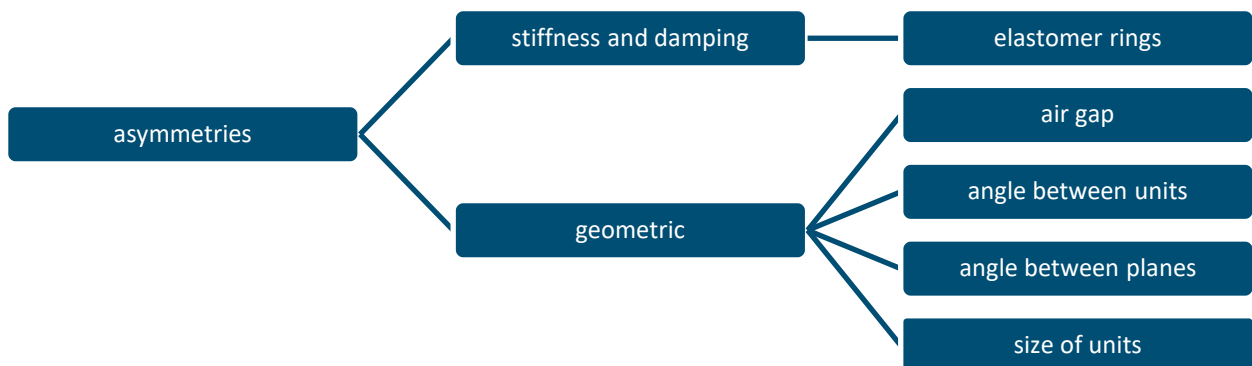 stiffness and damping
elastomer rings
asymmetries
air gap
angle between units
geometric
angle between planes
size of units